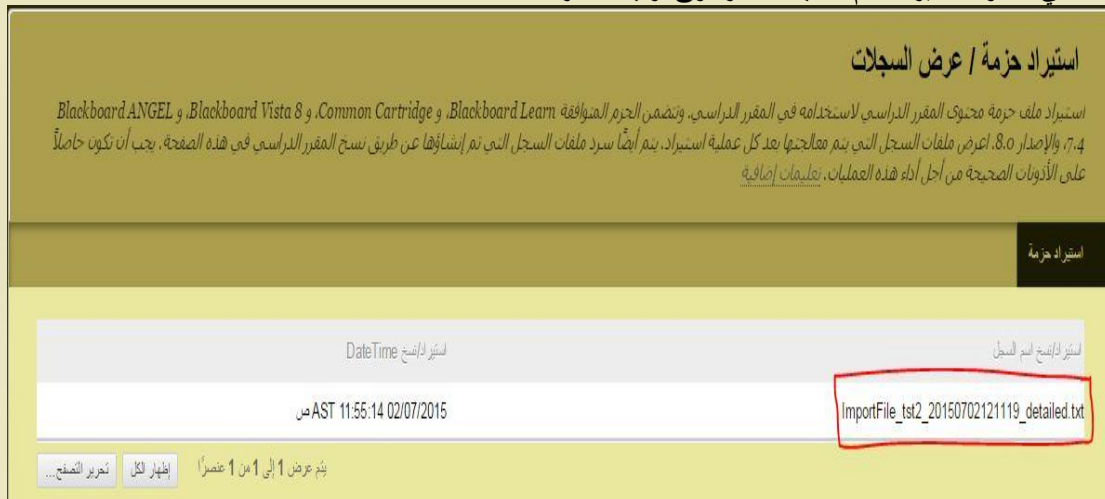 استيراد حزمة / عرض السجلات
استيراد ملف حزمة محتوى المقرر الدراسي لاستخدامه في المقرر الدراسي. وتتضمن الحزم المتوافقة Blackboard Learn، و Common Cartridge، و Blackboard Vista 8، و Blackboard ANGEL
7.4، والإصدار 8.0. اعرض ملفات السجل التي يتم معالجتها بعد كل عملية استيراد. يتم أيضًا سرد ملفات السجل التي تم إنشاؤها عن طريق نسخ المقرر الدراسي في هذه الصفحة. يجب أن تكون حاصلاً
على الأذونات الصحيحة من أجل أداء هذه العمليات. تعليمات إضافية
استيراد حزمة
استيراد/نسخ اسم السجل
استيراد/نسخ DateTime
ImportFile_tst2_20150702121119_detailed.txt
02/07/2015 11:55:14 AST ص
يتم عرض 1 إلى 1 من 1 عنصرًا
إظهار الكل
تحرير التصفح...